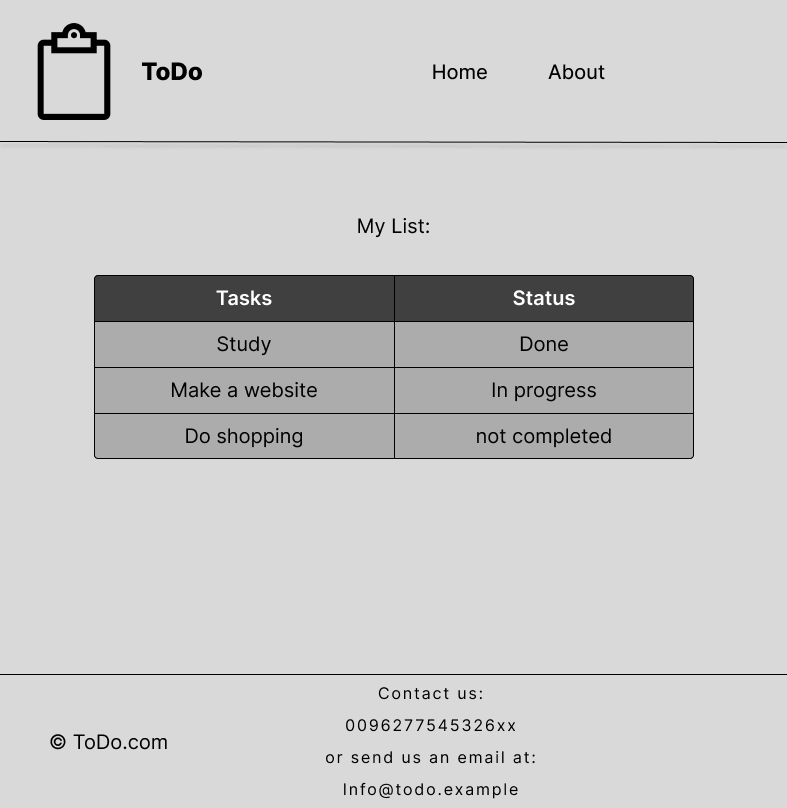 ToDo
Home About
My List:
Tasks Status
Study Done
Make a website In progress
Do shopping not completed
© ToDo.com
Contact us:
0096277545326xx
or send us an email at:
Info@todo.example